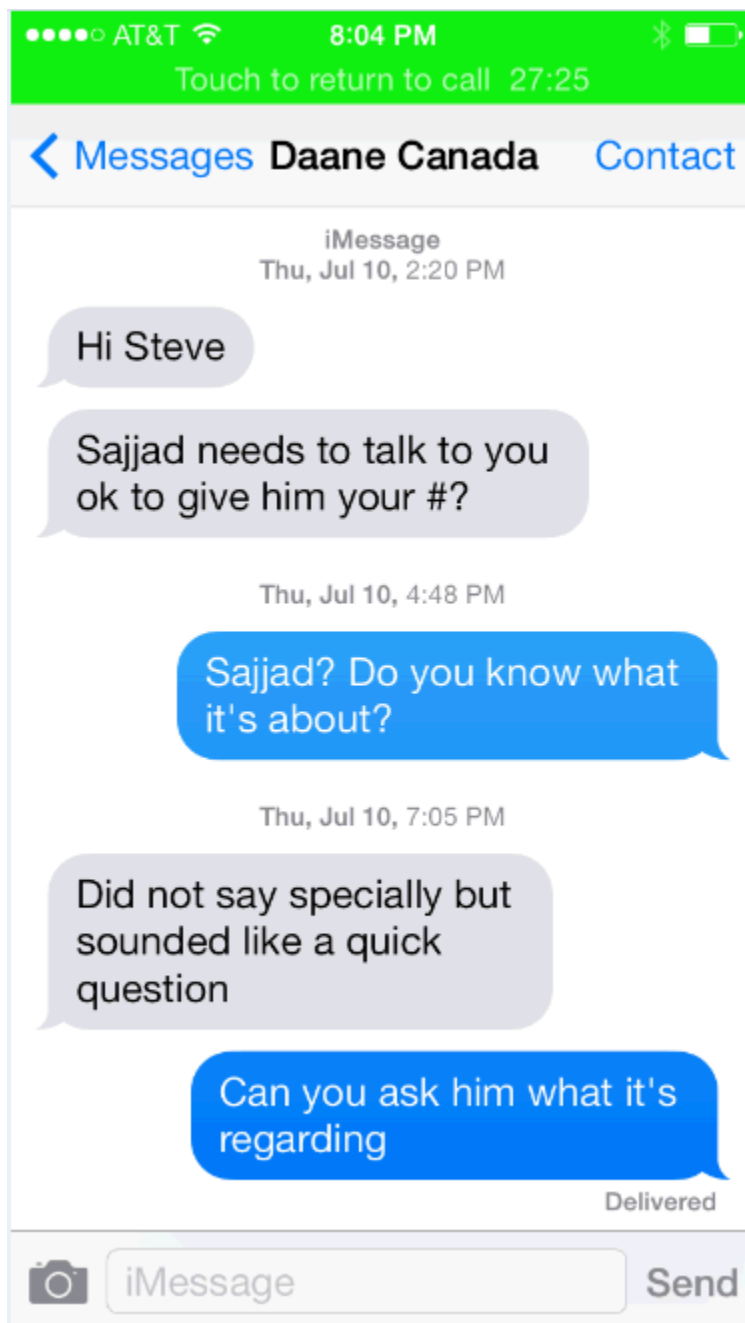 AT&T 8:04 PM
Touch to return to call 27:25
Messages Daane Canada Contact
iMessage
Thu, Jul 10, 2:20 PM
Hi Steve
Sajjad needs to talk to you
ok to give him your #?
Thu, Jul 10, 4:48 PM
Sajjad? Do you know what
it's about?
Thu, Jul 10, 7:05 PM
Did not say specially but
sounded like a quick
question
Can you ask him what it's
regarding
Delivered
iMessage Send